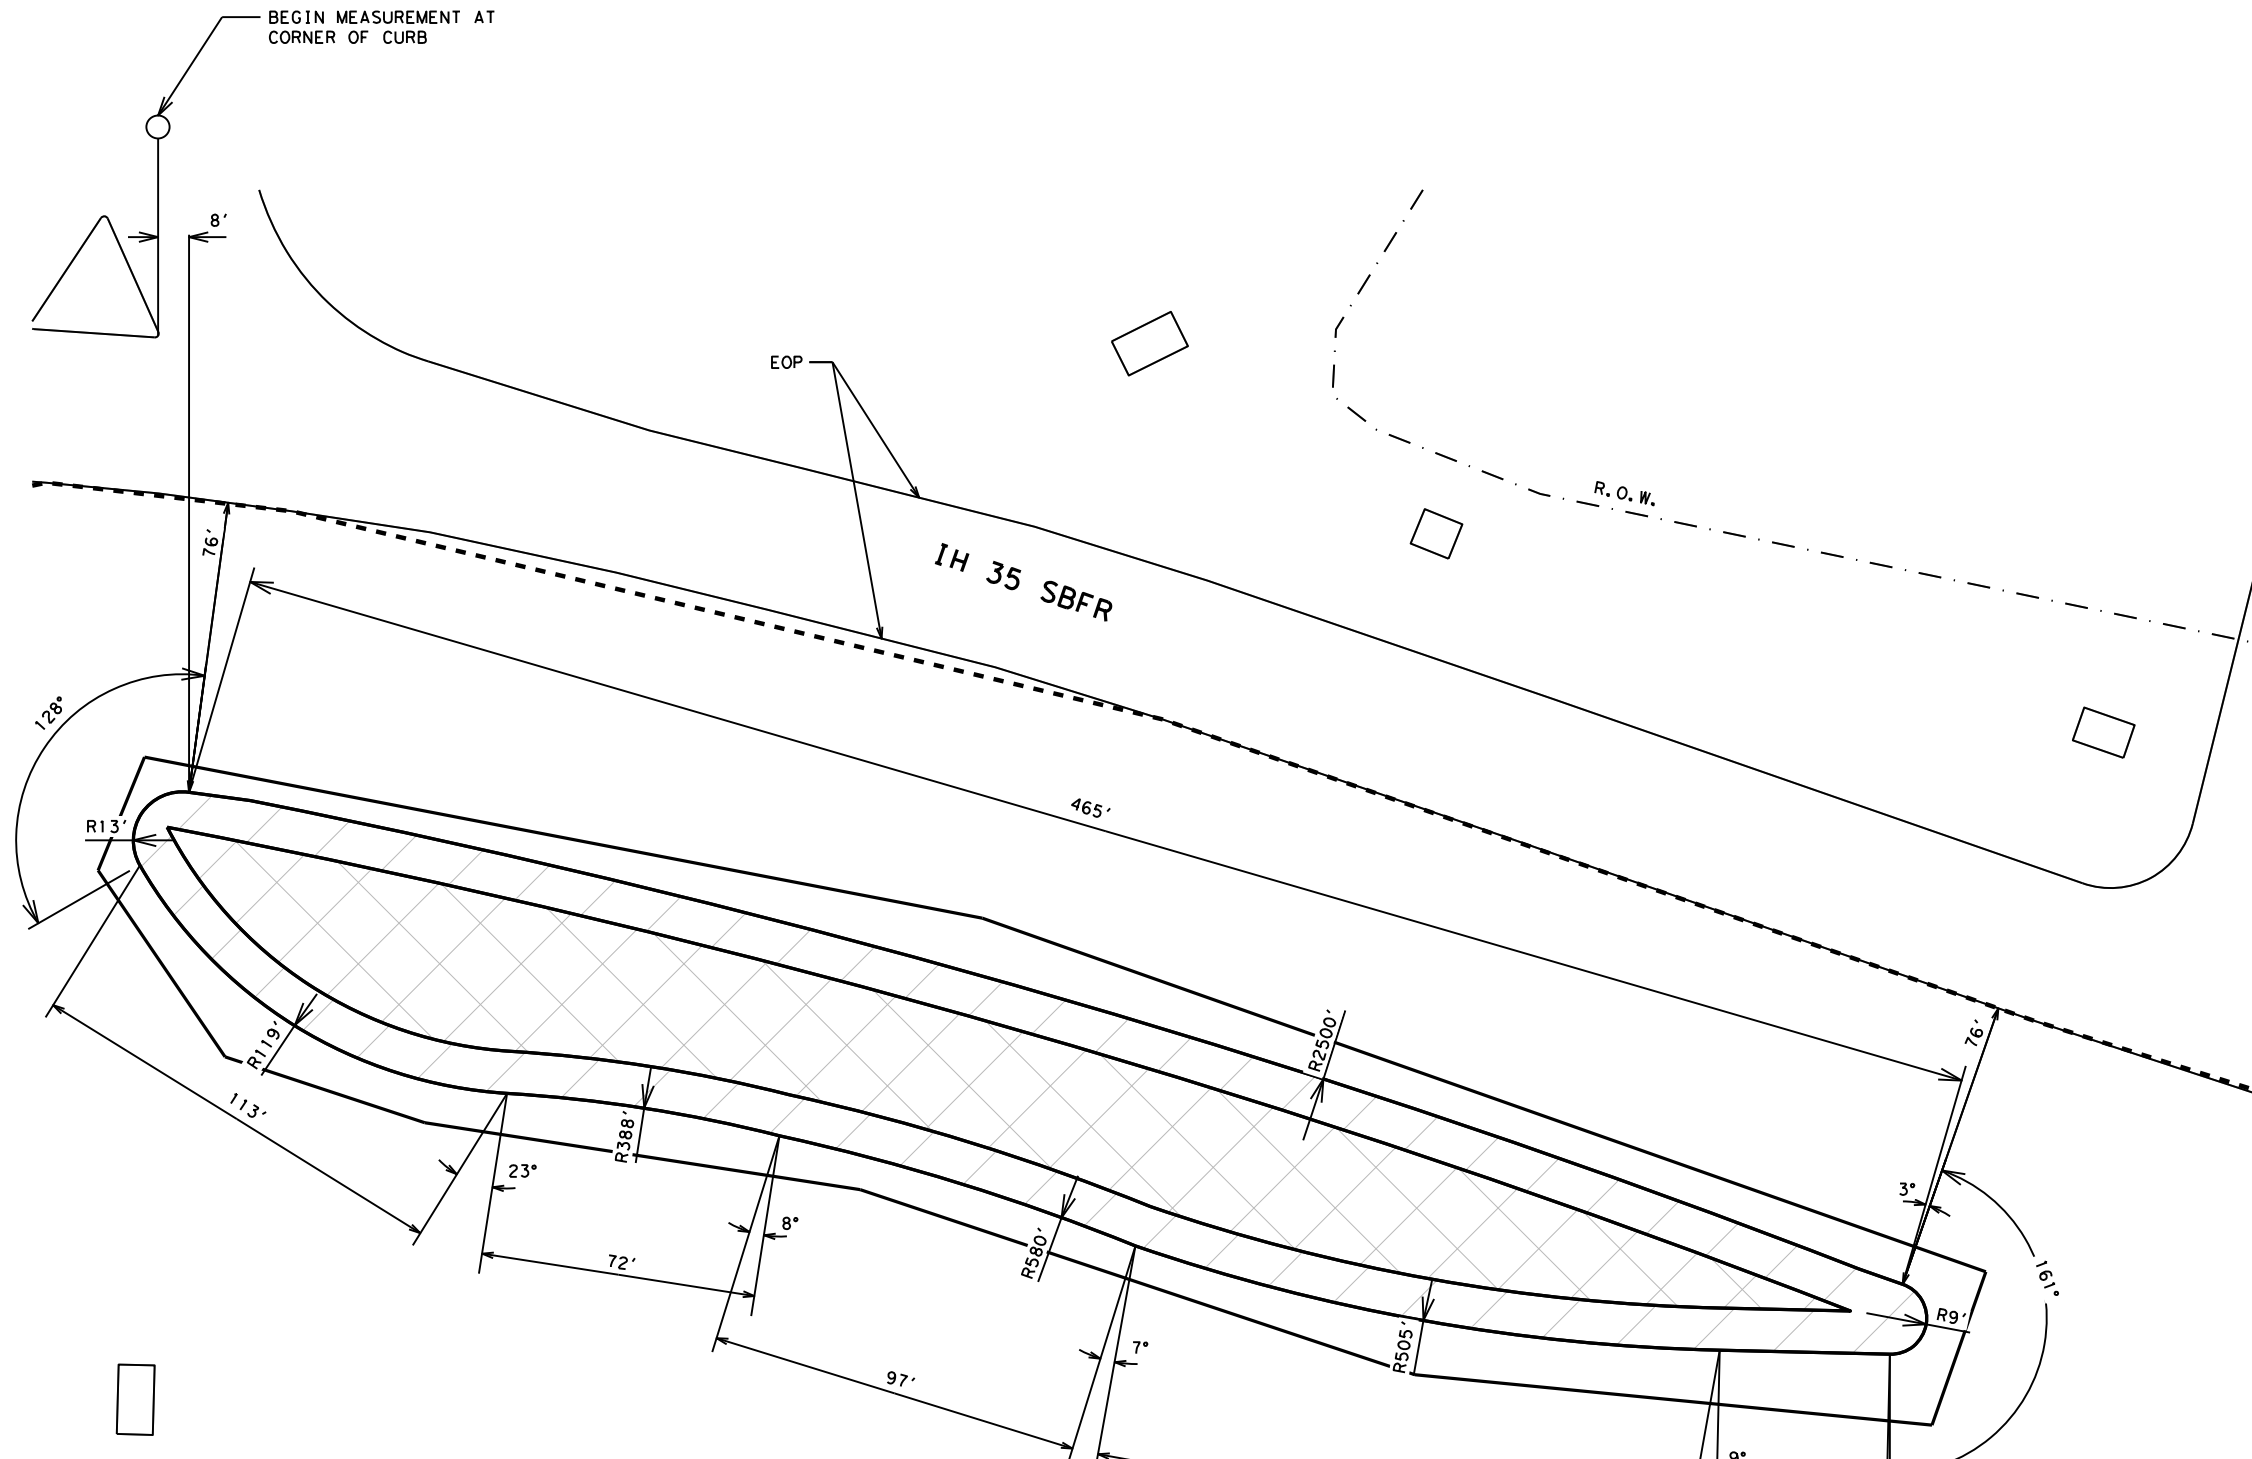 BEGIN MEASUREMENT AT
CORNER OF CURB
8'
EOP
R.O.W.
76'
IH 35 SBFR
128°
465'
R13'
R2500'
76'
R119'
113'
R388'
23°
3°
8°
R580'
72'
161°
R9'
7°
R505'
97'
9°